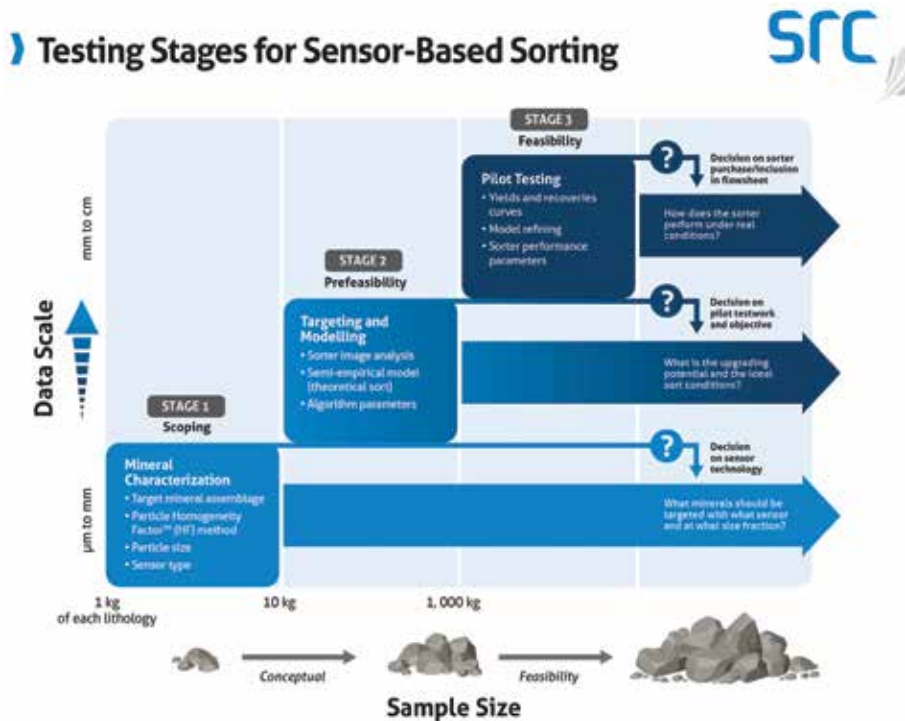 Testing Stages for Sensor-Based Sorting
src
STAGE 3
Feasibility
Pilot Testing
• Yields and recoveries
curves
• Model refining
• Sorter performance
parameters
?
Decision on sorter
purchase/inclusion
in flowsheet
How does the sorter
perform under real
conditions?
STAGE 2
Prefeasibility
Targeting and
Modelling
• Sorter image analysis
• Semi-empirical model
(theoretical sort)
• Algorithm parameters
?
Decision on
pilot testwork
and objective
What is the upgrading
potential and the ideal
sort conditions?
STAGE 1
Scoping
Mineral
Characterization
• Target mineral assemblage
• Particle Homogeneity
Factor™ (HF) method
• Particle size
• Sensor type
?
Decision
on sensor
technology
What minerals should be
targeted with what sensor
and at what size fraction?
Data Scale
mm to cm
µm to mm
1 kg
of each lithology
10 kg
1, 000 kg
Conceptual
Feasibility
Sample Size